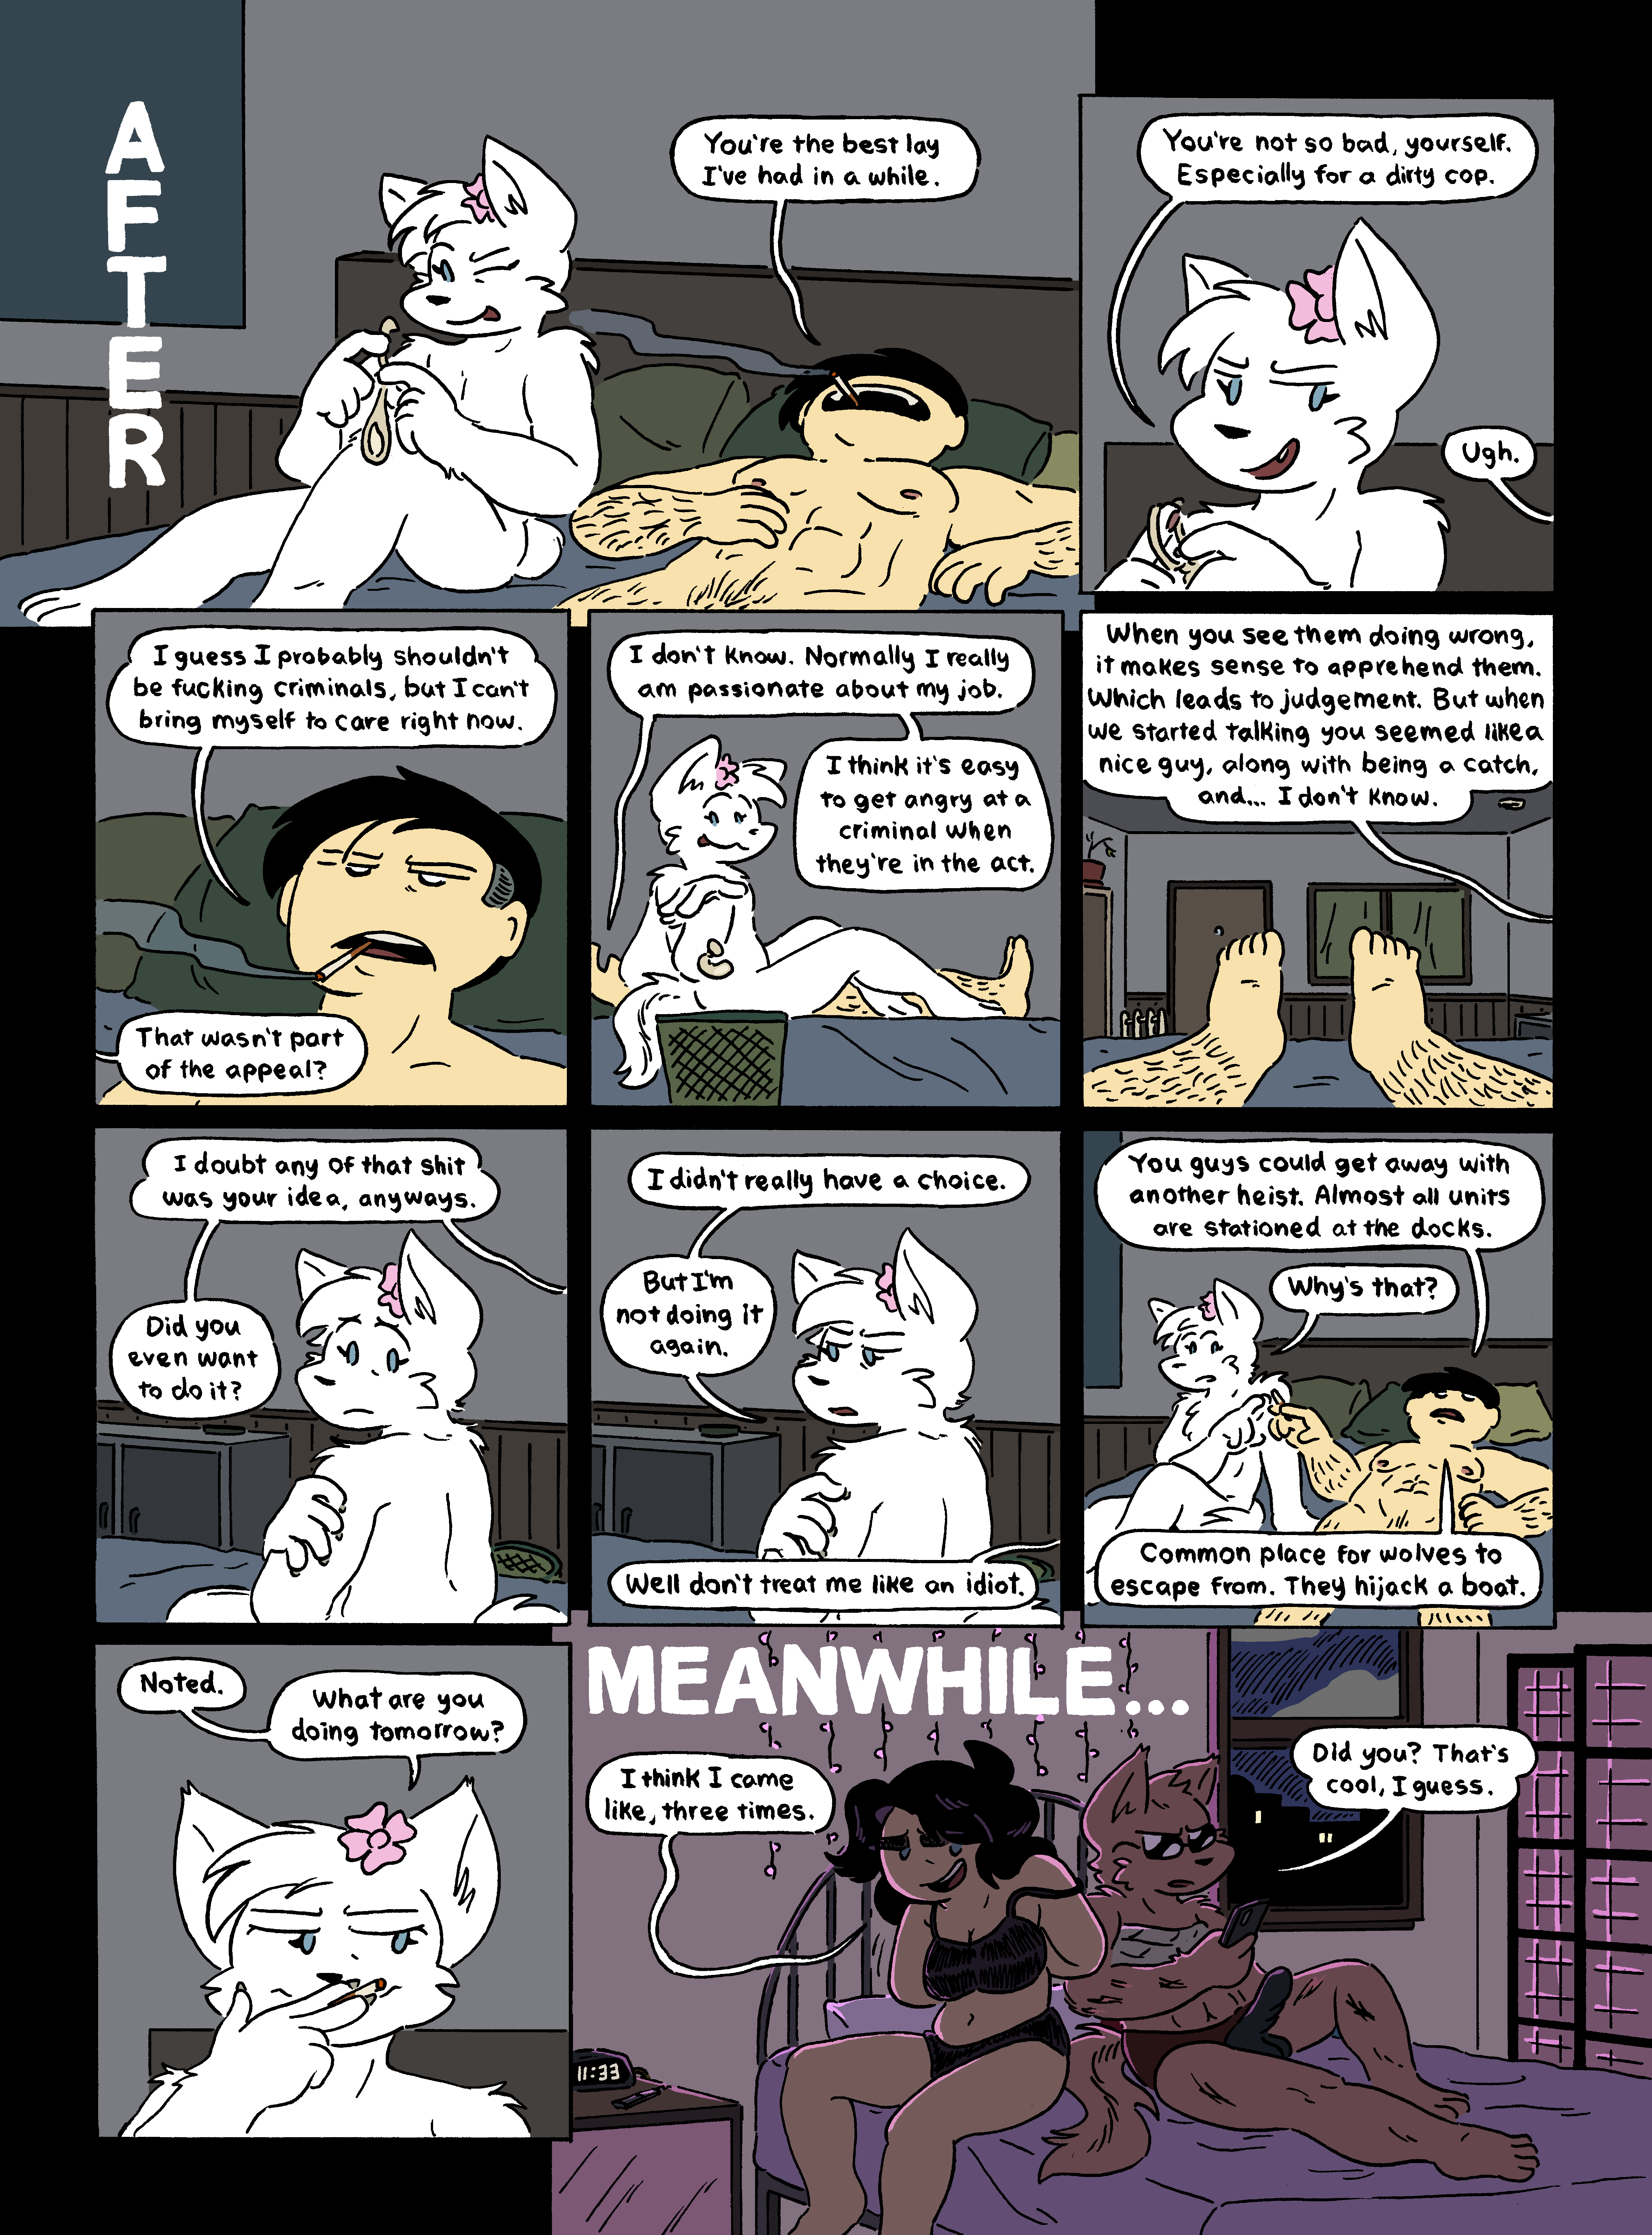 AFTER
You're the best lay
I've had in a while.
You're not so bad, yourself.
Especially for a dirty cop.
Ugh.
I guess I probably shouldn't
be fucking criminals, but I can't
bring myself to care right now.
That wasn't part
of the appeal?
I don't know. Normally I really
am passionate about my job.
I think it's easy
to get angry at a
criminal when
they're in the act.
When you see them doing wrong,
it makes sense to apprehend them.
Which leads to judgement. But when
we started talking you seemed like a
nice guy, along with being a catch,
and... I don't know.
I doubt any of that shit
was your idea, anyways.
Did you
even want
to do it?
I didn't really have a choice.
But I'm
not doing it
again.
Well don't treat me like an idiot.
You guys could get away with
another heist. Almost all units
are stationed at the docks.
Why's that?
Common place for wolves to
escape from. They hijack a boat.
Noted.
What are you
doing tomorrow?
MEANWHILE...
I think I came
like, three times.
Did you? That's
cool, I guess.
11:33